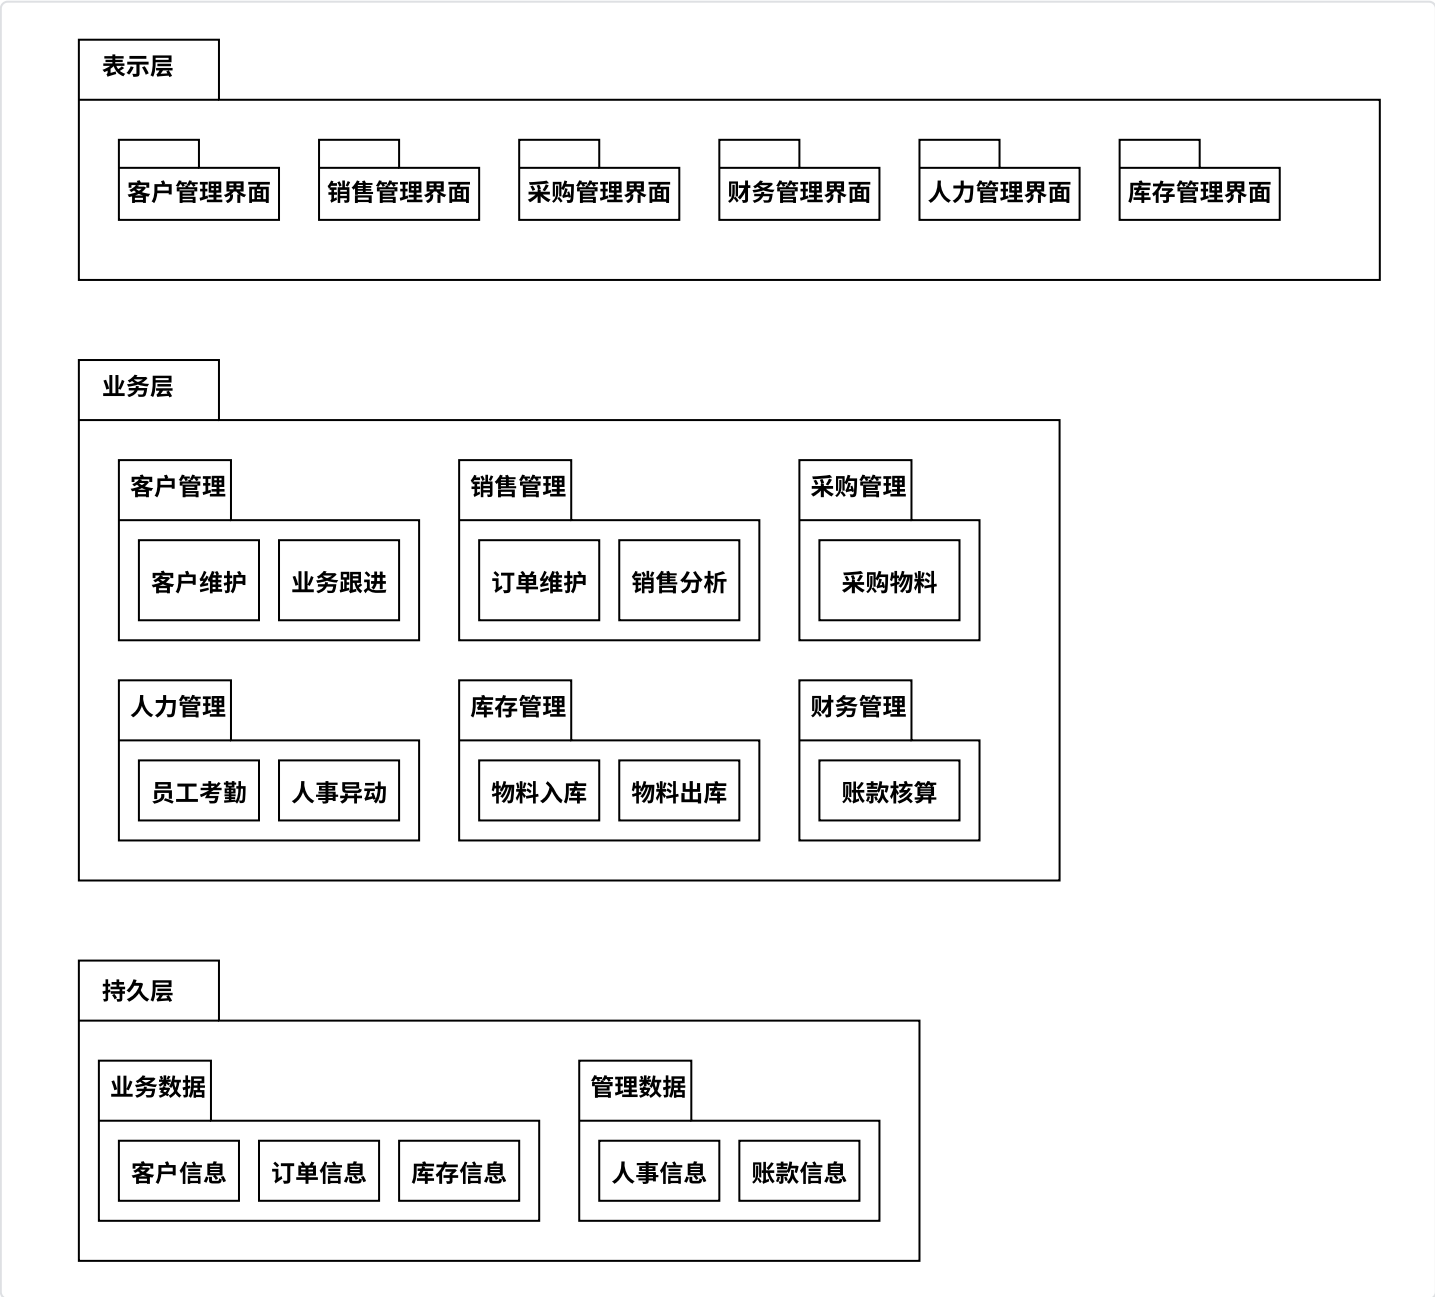 表示层
客户管理界面
销售管理界面
采购管理界面
财务管理界面
人力管理界面
库存管理界面
业务层
客户管理
客户维护
业务跟进
销售管理
订单维护
销售分析
采购管理
采购物料
人力管理
员工考勤
人事异动
库存管理
物料入库
物料出库
财务管理
账款核算
持久层
业务数据
客户信息
订单信息
库存信息
管理数据
人事信息
账款信息